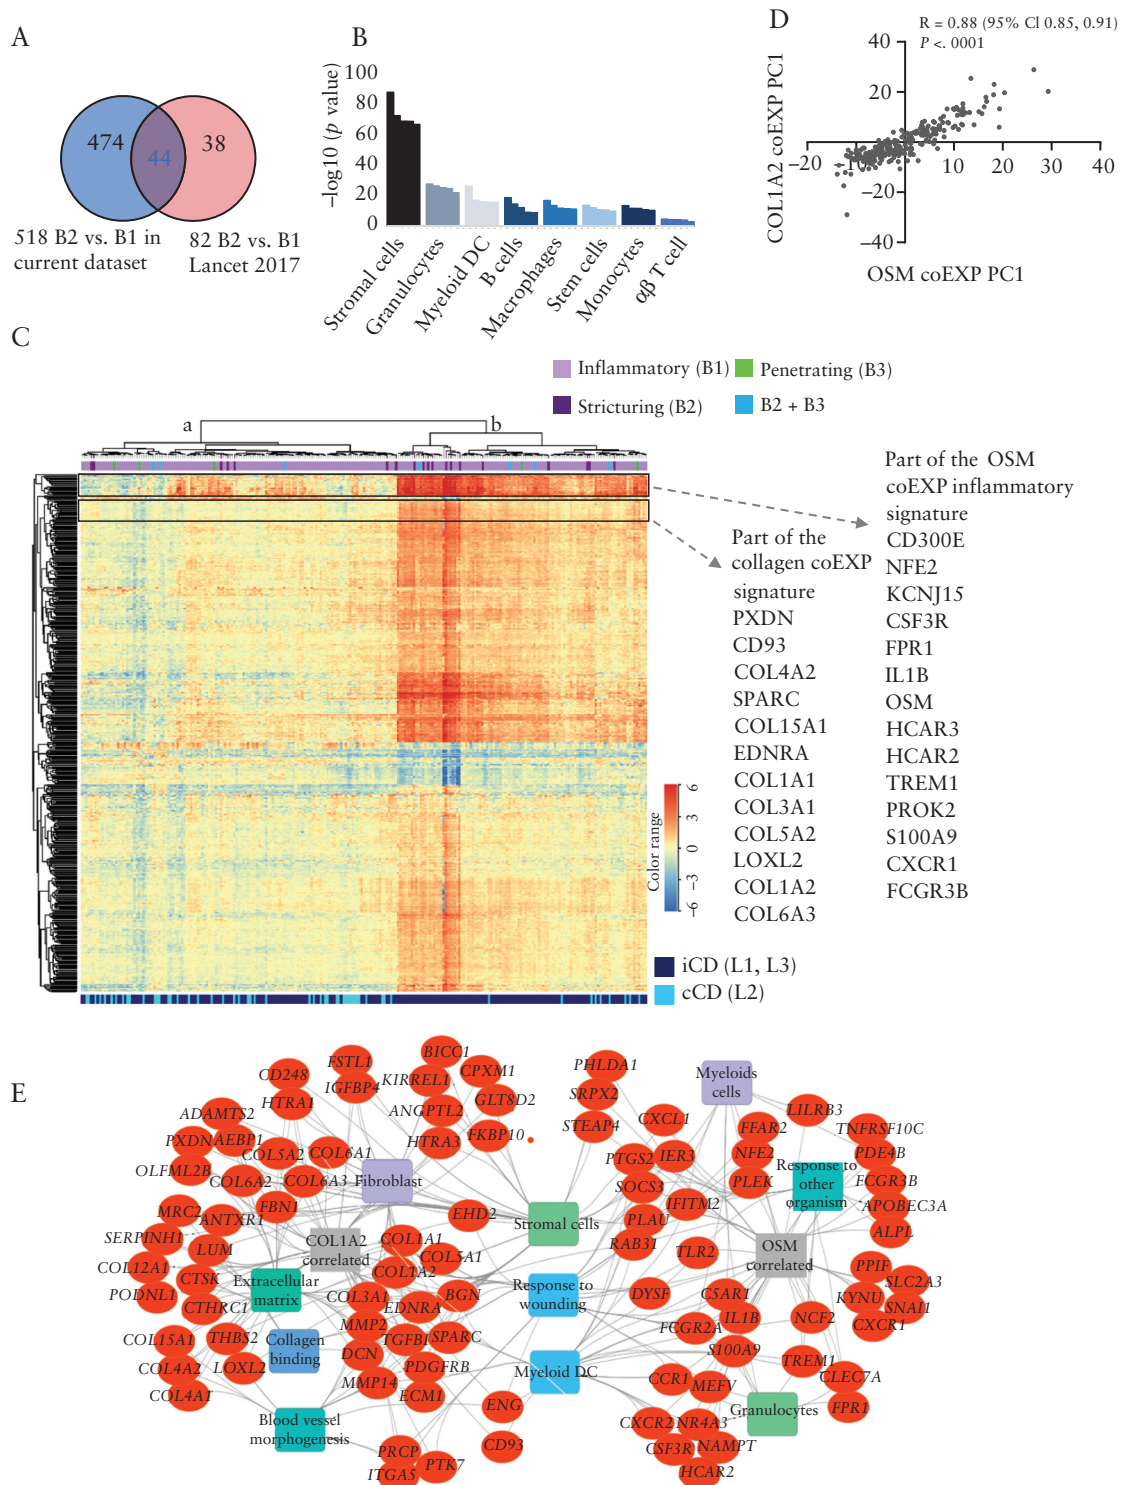 A
474
44
38
518 B2 vs. B1 in
current dataset
82 B2 vs. B1
Lancet 2017
B
−log10 (p value)
100
80
60
40
20
0
Stromal cells
Granulocytes
Myeloid DC
B cells
Macrophages
Stem cells
Monocytes
αβ T cell
D
R = 0.88 (95% CI 0.85, 0.91)
P <. 0001
COL1A2 coEXP PC1
40
20
−20
−40
−20
10
20
30
40
OSM coEXP PC1
C
Inflammatory (B1)
Penetrating (B3)
Stricturing (B2)
B2 + B3
a
b
Part of the OSM
coEXP inflammatory
signature
CD300E
NFE2
KCNJ15
CSF3R
FPR1
IL1B
OSM
HCAR3
HCAR2
TREM1
PROK2
S100A9
CXCR1
FCGR3B
Part of the
collagen coEXP
signature
PXDN
CD93
COL4A2
SPARC
COL15A1
EDNRA
COL1A1
COL3A1
COL5A2
LOXL2
COL1A2
COL6A3
Color range
6
3
0
−3
−6
iCD (L1, L3)
cCD (L2)
E
BICC1
FSTL1
CD248
IGFBP4
KIRREL1
CPXM1
HTRA1
ANGPTL2
GLT8D2
ADAMTS2
PXDN
AEBP1
HTRA3
FKBP10
COL5A2
COL6A1
OLFML2B
COL6A2
COL6A3
Fibroblast
MRC2
ANTXR1
FBN1
EHD2
SERPINH1
LUM
COL1A2
correlated
COL1A1
COL5A1
COL12A1
CTSK
Extracellular
matrix
COL1A2
PODNL1
CTHRC1
COL3A1
EDNRA
BGN
MMP2
COL15A1
THBS2
Collagen
binding
TGFBI
SPARC
DCN
COL4A2
LOXL2
PDGFRB
COL4A1
MMP14
ECM1
Blood vessel
morphogenesis
ENG
PRCP
CD93
ITGA5
PTK7
PHLDA1
Myeloids
cells
SRPX2
STEAP4
CXCL1
LILRB3
FFAR2
TNFRSF10C
PTGS2
IER3
NFE2
PDE4B
SOCS3
PLEK
Response to
other
organism
FCGR3B
IFITM2
APOBEC3A
Stromal cells
PLAU
ALPL
RAB31
TLR2
OSM
correlated
PPIF
Response to
wounding
SLC2A3
DYSF
C5AR1
KYNU
SNAI1
IL1B
NCF2
CXCR1
FCGR2A
S100A9
Myeloid DC
TREM1
CLEC7A
CCR1
MEFV
Granulocytes
FPR1
CXCR2
NR4A3
CSF3R
NAMPT
HCAR2